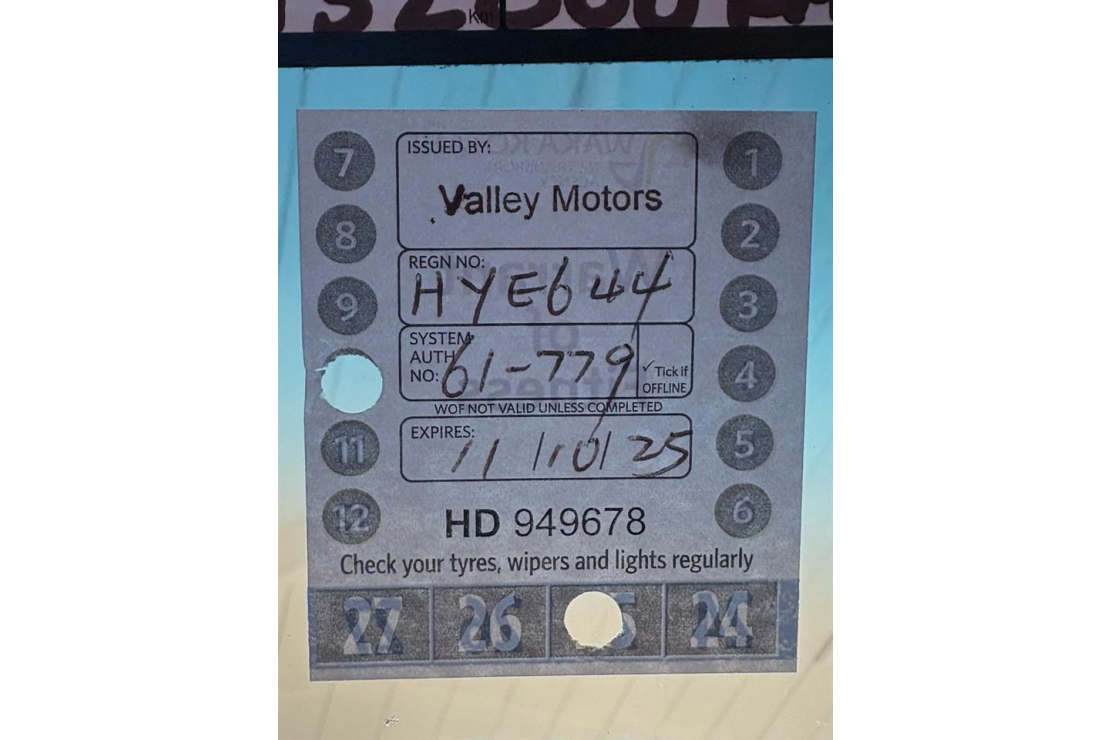 km
7
8
9
11
12
ISSUED BY:
Valley Motors
REGN NO:
HYE644
SYSTEM
AUTH
NO: 61-779
✓ Tick if
OFFLINE
WOF NOT VALID UNLESS COMPLETED
EXPIRES:
11/10/25
1
2
3
4
5
6
HD 949678
Check your tyres, wipers and lights regularly
27 26 24